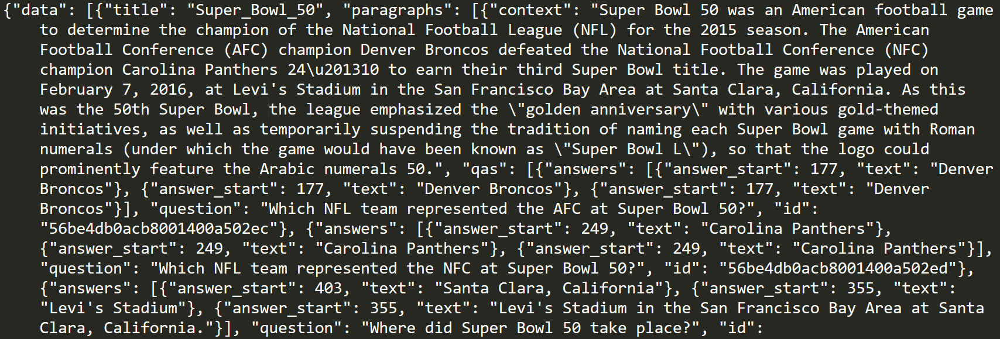 {"data": [{"title": "Super_Bowl_50", "paragraphs": [{"context": "Super Bowl 50 was an American football game
to determine the champion of the National Football League (NFL) for the 2015 season. The American
Football Conference (AFC) champion Denver Broncos defeated the National Football Conference (NFC)
champion Carolina Panthers 24\u201310 to earn their third Super Bowl title. The game was played on
February 7, 2016, at Levi's Stadium in the San Francisco Bay Area at Santa Clara, California. As this
was the 50th Super Bowl, the league emphasized the \"golden anniversary\" with various gold-themed
initiatives, as well as temporarily suspending the tradition of naming each Super Bowl game with Roman
numerals (under which the game would have been known as \"Super Bowl L\"), so that the logo could
prominently feature the Arabic numerals 50.", "qas": [{"answers": [{"answer_start": 177, "text": "Denver
Broncos"}, {"answer_start": 177, "text": "Denver Broncos"}, {"answer_start": 177, "text": "Denver
Broncos"}], "question": "Which NFL team represented the AFC at Super Bowl 50?", "id":
"56be4db0acb8001400a502ec"}, {"answers": [{"answer_start": 249, "text": "Carolina Panthers"},
{"answer_start": 249, "text": "Carolina Panthers"}, {"answer_start": 249, "text": "Carolina Panthers"}],
"question": "Which NFL team represented the NFC at Super Bowl 50?", "id": "56be4db0acb8001400a502ed"},
{"answers": [{"answer_start": 403, "text": "Santa Clara, California"}, {"answer_start": 355, "text":
"Levi's Stadium"}, {"answer_start": 355, "text": "Levi's Stadium in the San Francisco Bay Area at Santa
Clara, California."}], "question": "Where did Super Bowl 50 take place?", "id":